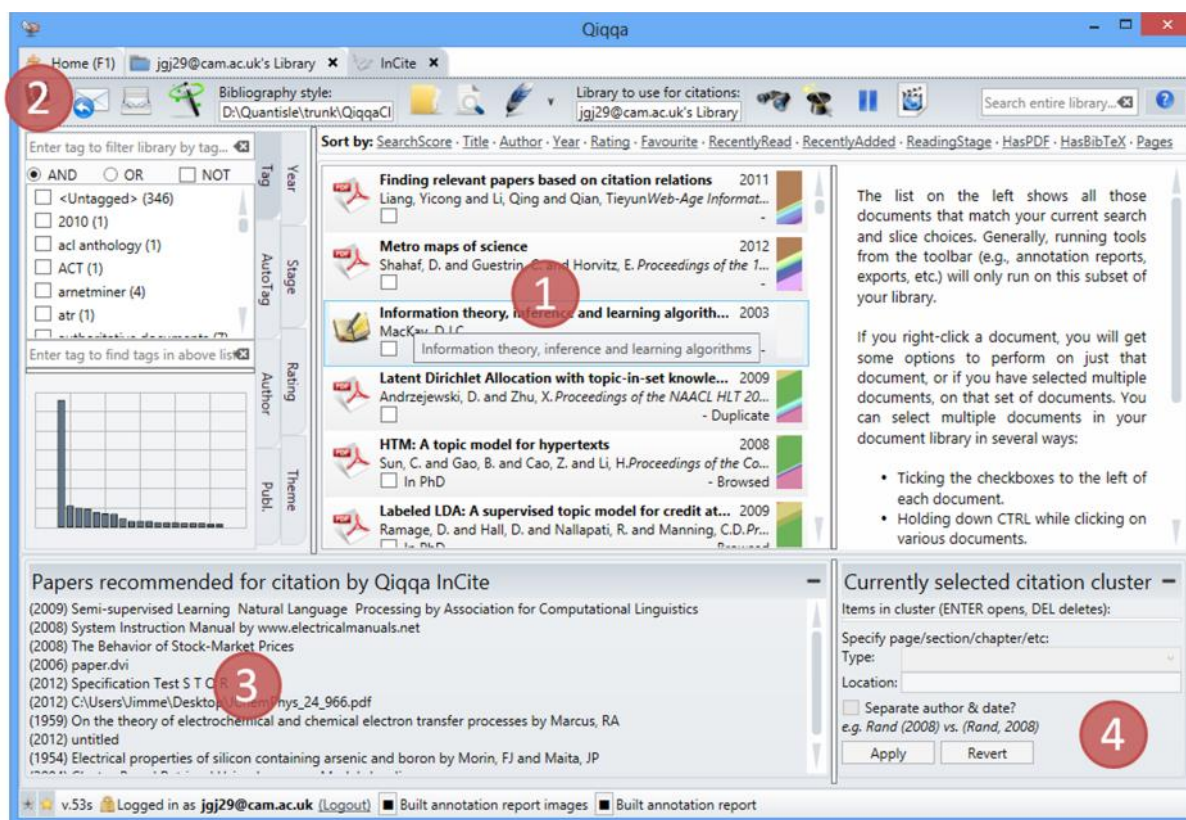 Qiqqa
Home (F1) jgj29@cam.ac.uk's Library InCite
2
Bibliography style:
D:\Quantisle\trunk\QiqqaCl
Library to use for citations:
jgj29@cam.ac.uk's Library
Search entire library...
Enter tag to filter library by tag...
AND OR NOT
<Untagged> (346)
2010 (1)
acl anthology (1)
ACT (1)
arnetminer (4)
atr (1)
authoritative documents (7)
Enter tag to find tags in above list
Tag
AutoTag
Author
Publ.
Year
Stage
Rating
Theme
Sort by: SearchScore · Title · Author · Year · Rating · Favourite · RecentlyRead · RecentlyAdded · ReadingStage · HasPDF · HasBibTeX · Pages
Finding relevant papers based on citation relations 2011
Liang, Yicong and Li, Qing and Qian, TieyunWeb-Age Informat...
-
Metro maps of science 2012
Shahaf, D. and Guestrin, C. and Horvitz, E. Proceedings of the 1...
-
1
Information theory, inference and learning algorith... 2003
MacKay, D.J.C.
Information theory, inference and learning algorithms
-
Latent Dirichlet Allocation with topic-in-set knowle... 2009
Andrzejewski, D. and Zhu, X.Proceedings of the NAACL HLT 20...
- Duplicate
HTM: A topic model for hypertexts 2008
Sun, C. and Gao, B. and Cao, Z. and Li, H.Proceedings of the Co...
In PhD - Browsed
Labeled LDA: A supervised topic model for credit at... 2009
Ramage, D. and Hall, D. and Nallapati, R. and Manning, C.D.Pr...
In PhD Browsed
The list on the left shows all those
documents that match your current search
and slice choices. Generally, running tools
from the toolbar (e.g., annotation reports,
exports, etc.) will only run on this subset of
your library.
If you right-click a document, you will get
some options to perform on just that
document, or if you have selected multiple
documents, on that set of documents. You
can select multiple documents in your
document library in several ways:
• Ticking the checkboxes to the left of
each document.
• Holding down CTRL while clicking on
various documents.
Papers recommended for citation by Qiqqa InCite
(2009) Semi-supervised Learning Natural Language Processing by Association for Computational Linguistics
(2008) System Instruction Manual by www.electricalmanuals.net
(2008) The Behavior of Stock-Market Prices
(2006) paper.dvi
(2012) Specification Test S T O R
3
(2012) C:\Users\Jimme\Desktop\JChemPhys_24_966.pdf
(1959) On the theory of electrochemical and chemical electron transfer processes by Marcus, RA
(2012) untitled
(1954) Electrical properties of silicon containing arsenic and boron by Morin, FJ and Maita, JP
Currently selected citation cluster
Items in cluster (ENTER opens, DEL deletes):
Specify page/section/chapter/etc:
Type:
Location:
Separate author & date?
e.g. Rand (2008) vs. (Rand, 2008)
4
Apply Revert
v.53s Logged in as jgj29@cam.ac.uk (Logout) Built annotation report images Built annotation report